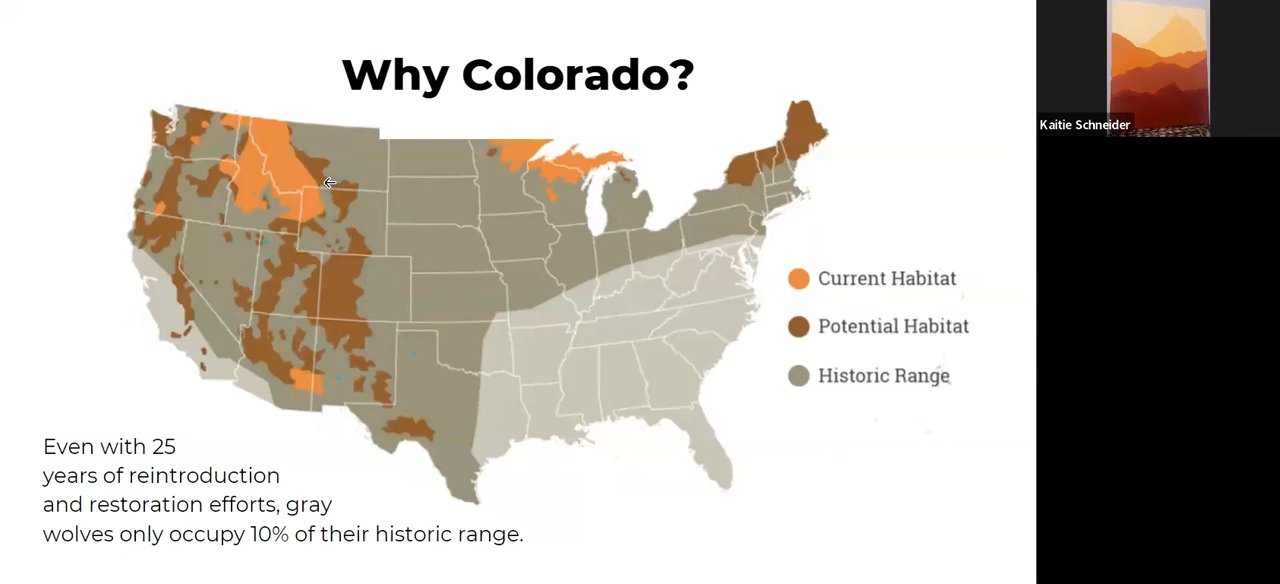 Why Colorado?
Kaitie Schneider
Current Habitat
Potential Habitat
Historic Range
Even with 25
years of reintroduction
and restoration efforts, gray
wolves only occupy 10% of their historic range.